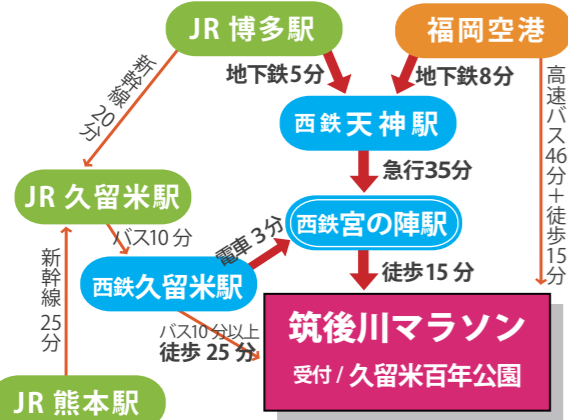 JR 博多駅
福岡空港
新幹線 20分
地下鉄5分
地下鉄8分
高速バス46分＋徒歩15分
西鉄 天神駅
急行35分
JR 久留米駅
西鉄 宮の陣駅
バス10 分
電車 3分
新幹線 25分
西鉄 久留米駅
徒歩15 分
バス10 分以上
徒歩 25 分
筑後川マラソン
受付 / 久留米百年公園
JR 熊本駅